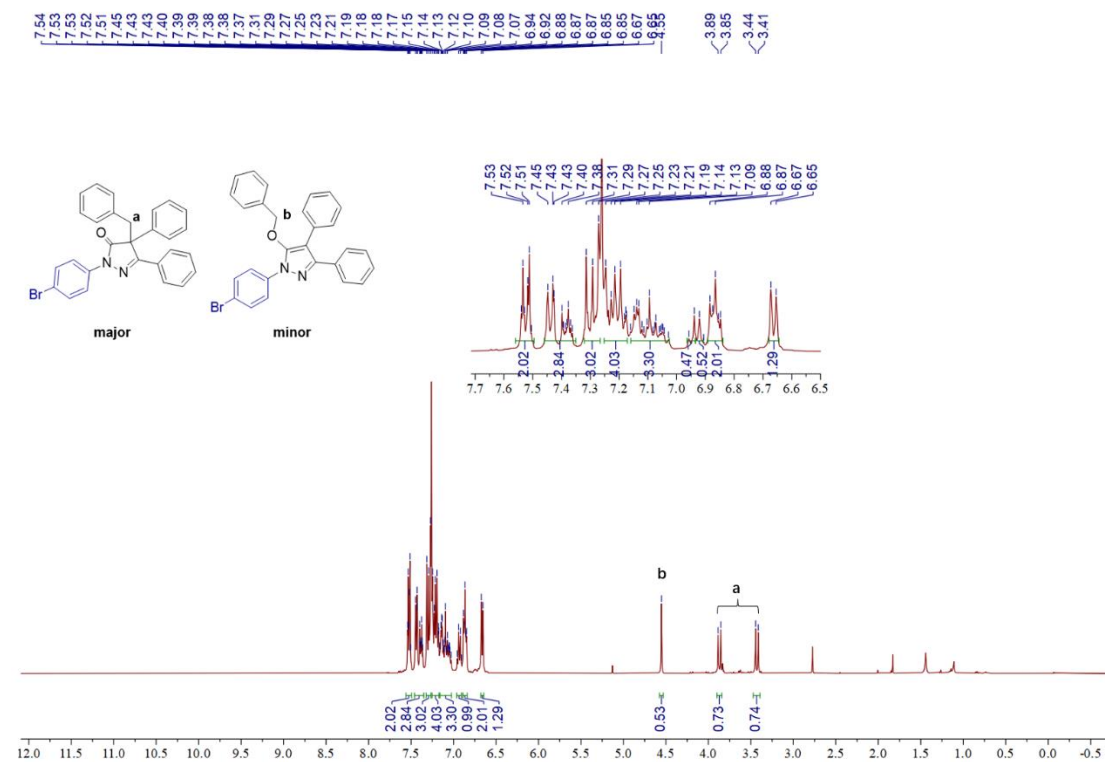 7.54 7.53 7.53 7.52 7.51 7.45 7.43 7.43 7.40 7.39 7.39 7.38 7.38 7.37 7.31 7.29 7.27 7.25 7.23 7.21 7.19 7.18 7.18 7.17 7.15 7.14 7.13 7.12 7.10 7.09 7.08 7.07 6.94 6.92 6.88 6.87 6.87 6.85 6.85 6.67 6.65 4.55 3.89 3.85 3.44 3.41
7.53 7.52 7.51 7.45 7.43 7.43 7.40 7.38 7.31 7.29 7.27 7.25 7.23 7.21 7.19 7.14 7.13 7.09 6.88 6.87 6.67 6.65
a
O
N N
Br
major
b
O
N N
Br
minor
2.02 2.84 3.02 4.03 3.30 0.47 0.52 2.01 1.29
7.7 7.6 7.5 7.4 7.3 7.2 7.1 7.0 6.9 6.8 6.7 6.6 6.5
b
a
2.02 2.84 3.02 4.03 3.30 0.99 2.01 1.29 0.53 0.73 0.74
12.0 11.5 11.0 10.5 10.0 9.5 9.0 8.5 8.0 7.5 7.0 6.5 6.0 5.5 5.0 4.5 4.0 3.5 3.0 2.5 2.0 1.5 1.0 0.5 0.0 -0.5